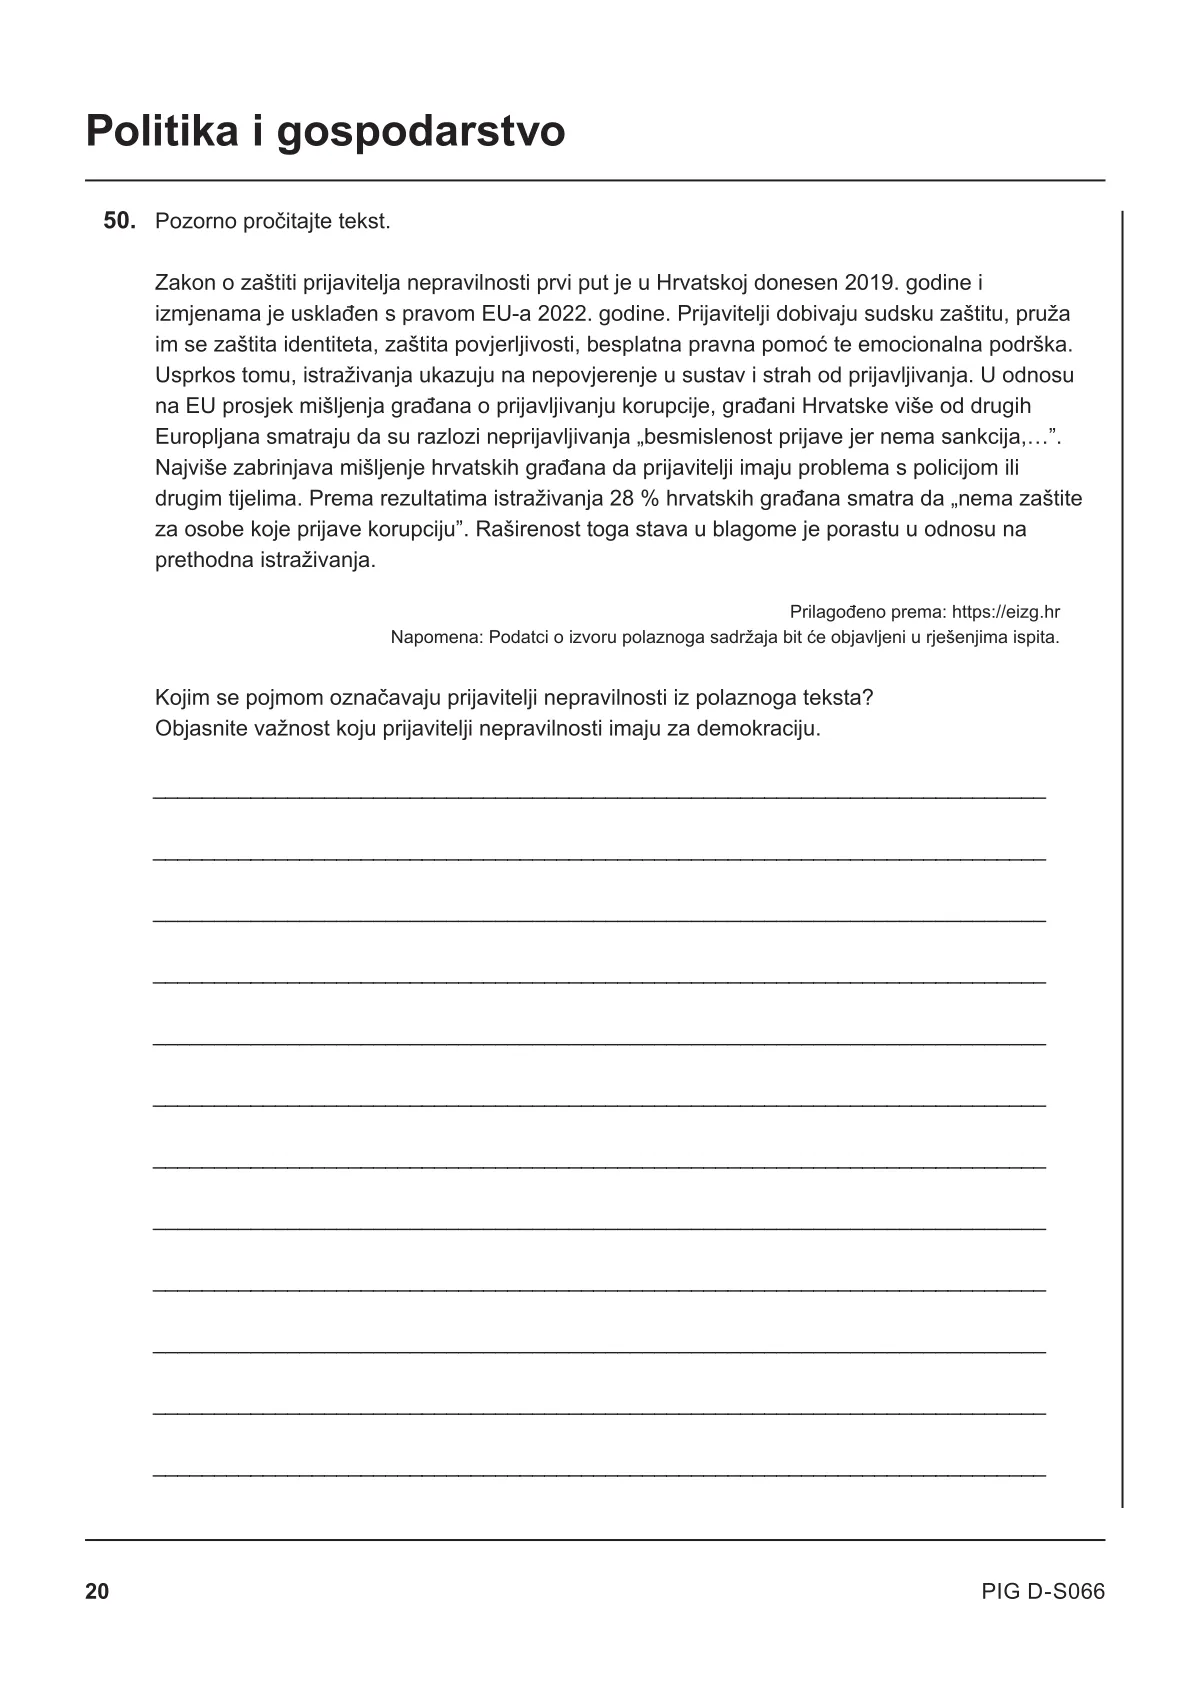 Politika i gospodarstvo
50. Pozorno pročitajte tekst.
Zakon o zaštiti prijavitelja nepravilnosti prvi put je u Hrvatskoj donesen 2019. godine i
izmjenama je usklađen s pravom EU-a 2022. godine. Prijavitelji dobivaju sudsku zaštitu, pruža
im se zaštita identiteta, zaštita povjerljivosti, besplatna pravna pomoć te emocionalna podrška.
Usprkos tomu, istraživanja ukazuju na nepovjerenje u sustav i strah od prijavljivanja. U odnosu
na EU prosjek mišljenja građana o prijavljivanju korupcije, građani Hrvatske više od drugih
Europljana smatraju da su razlozi neprijavljivanja „besmislenost prijave jer nema sankcija,…”.
Najviše zabrinjava mišljenje hrvatskih građana da prijavitelji imaju problema s policijom ili
drugim tijelima. Prema rezultatima istraživanja 28 % hrvatskih građana smatra da „nema zaštite
za osobe koje prijave korupciju”. Raširenost toga stava u blagome je porastu u odnosu na
prethodna istraživanja.
Prilagođeno prema: https://eizg.hr
Napomena: Podatci o izvoru polaznoga sadržaja bit će objavljeni u rješenjima ispita.
Kojim se pojmom označavaju prijavitelji nepravilnosti iz polaznoga teksta?
Objasnite važnost koju prijavitelji nepravilnosti imaju za demokraciju.
20
PIG D-S066